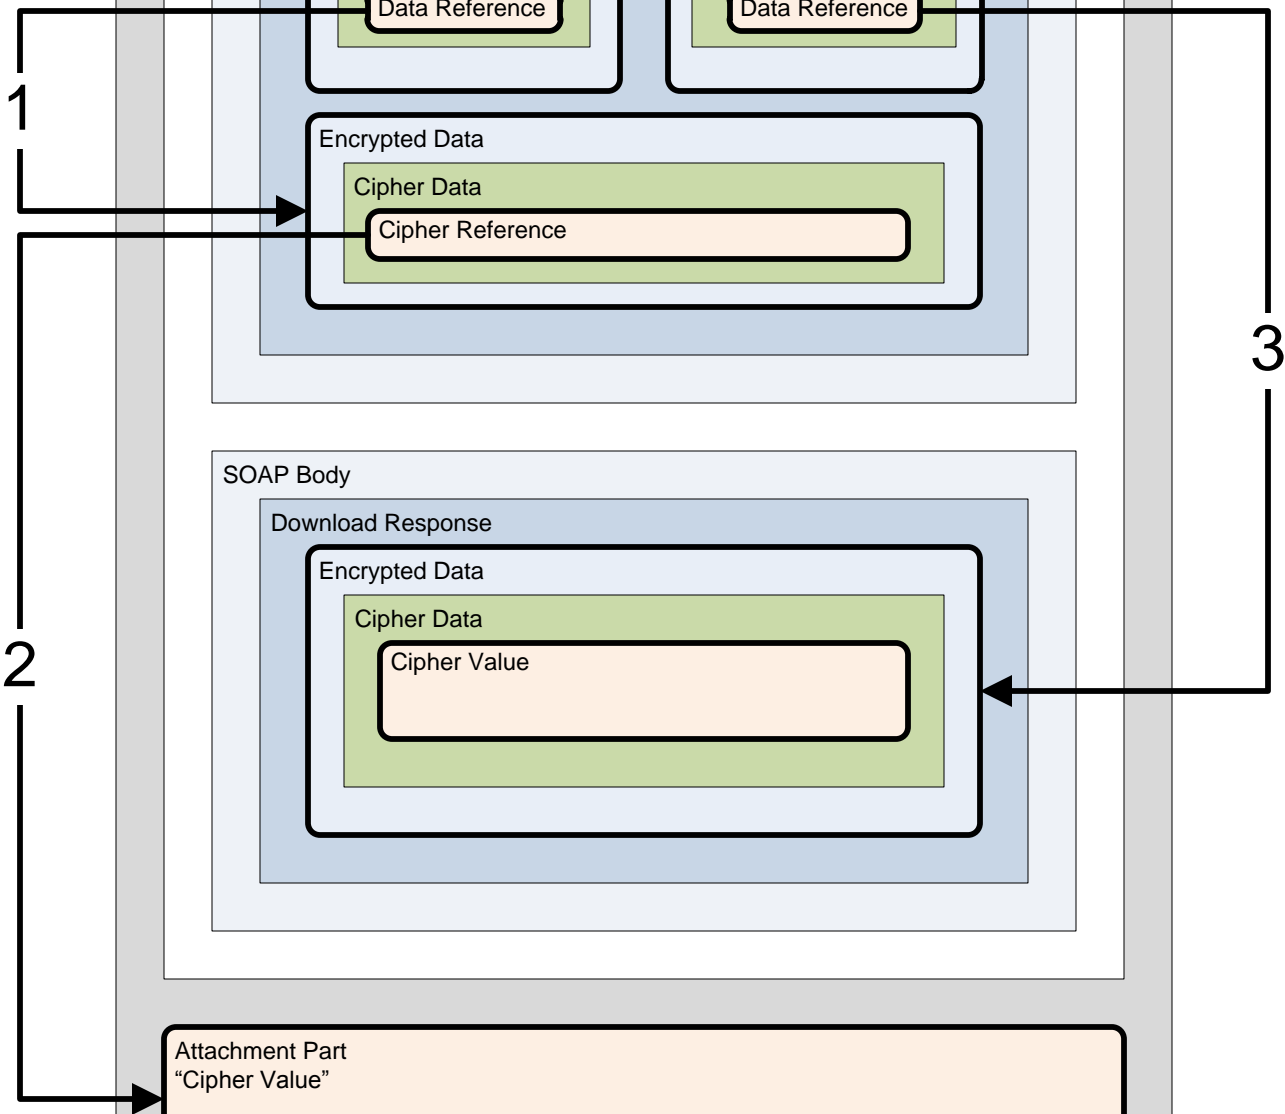 Data Reference
Data Reference
1
Encrypted Data
Cipher Data
Cipher Reference
3
SOAP Body
Download Response
Encrypted Data
Cipher Data
2
Cipher Value
Attachment Part
“Cipher Value”